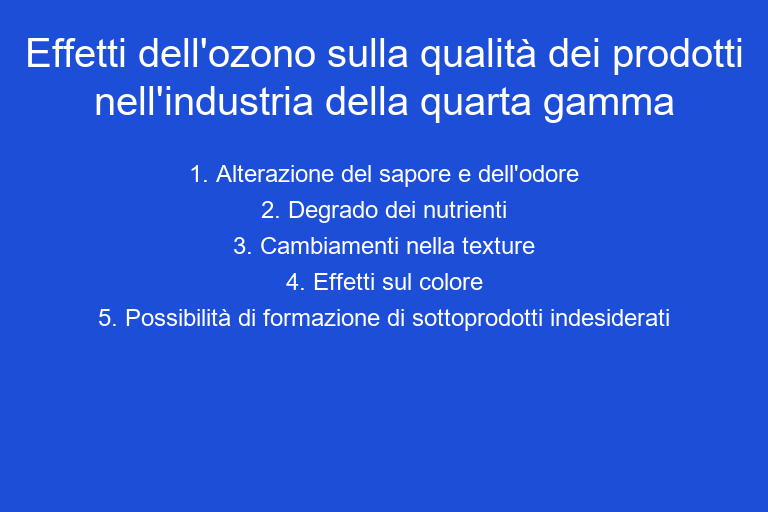 Effetti dell'ozono sulla qualità dei prodotti
nell'industria della quarta gamma
1. Alterazione del sapore e dell'odore
2. Degrado dei nutrienti
3. Cambiamenti nella texture
4. Effetti sul colore
5. Possibilità di formazione di sottoprodotti indesiderati